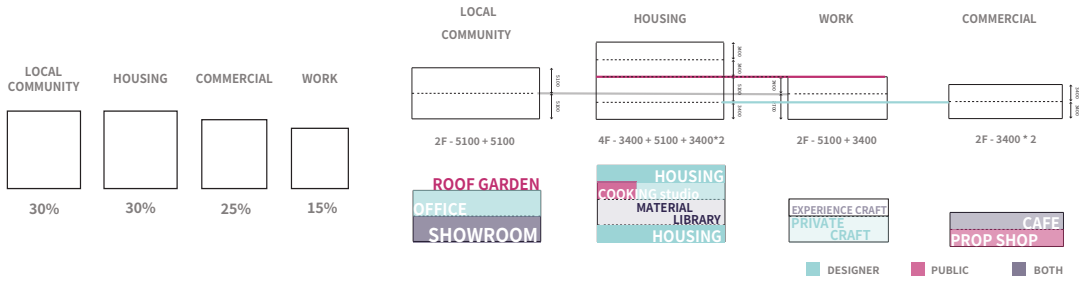 LOCAL
COMMUNITY
HOUSING
COMMERCIAL
WORK
30%
30%
25%
15%
LOCAL
COMMUNITY
HOUSING
WORK
COMMERCIAL
2F - 5100 + 5100
4F - 3400 + 5100 + 3400*2
2F - 5100 + 3400
2F - 3400 * 2
ROOF GARDEN
OFFICE
SHOWROOM
HOUSING
COOKING studio
MATERIAL
LIBRARY
HOUSING
EXPERIENCE CRAFT
PRIVATE
CRAFT
CAFE
PROP SHOP
DESIGNER
PUBLIC
BOTH